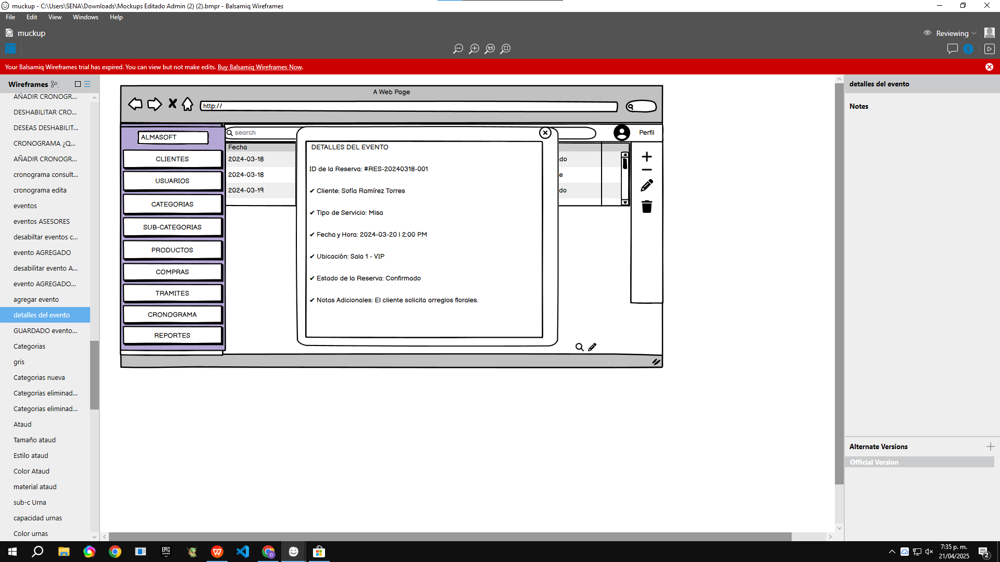 muckup - C:\Users\SENA\Downloads\Mockups Editado Admin (2) (2).bmpr - Balsamiq Wireframes
File Edit View Windows Help
muckup
Reviewing
Your Balsamiq Wireframes trial has expired. You can view but not make edits. Buy Balsamiq Wireframes Now.
Wireframes
AÑADIR CRONOGR...
DESHABILITAR CRO...
DESEAS DESHABILIT...
CRONOGRAMA ¿Q...
AÑADIR CRONOGR...
cronograma consult...
cronograma edita
eventos
eventos ASESORES
desabiltar eventos c...
evento AGREGADO
desabilitar evento A...
evento AGREGADO...
agregar evento
detalles del evento
GUARDADO evento...
Categorias
gris
Categorias nueva
Categorias eliminad...
Categorias eliminad...
Ataud
Tamaño ataud
Estilo ataud
Color Ataud
material ataud
sub-c Urna
capacidad urnas
Color urnas
A Web Page
http://
ALMASOFT
CLIENTES
USUARIOS
CATEGORIAS
SUB-CATEGORIAS
PRODUCTOS
COMPRAS
TRAMITES
CRONOGRAMA
REPORTES
search
Perfil
Fecha
2024-03-18
do
2024-03-18
e
2024-03-19
do
DETALLES DEL EVENTO
ID de la Reserva: #RES-20240318-001
✔ Cliente: Sofía Ramírez Torres
✔ Tipo de Servicio: Misa
✔ Fecha y Hora: 2024-03-20 | 2:00 PM
✔ Ubicación: Sala 1 - VIP
✔ Estado de la Reserva: Confirmado
✔ Notas Adicionales: El cliente solicita arreglos florales.
detalles del evento
Notes
Alternate Versions
Official Version
1:1
EPIC
GAMES
W
D
7:35 p. m.
21/04/2025
2